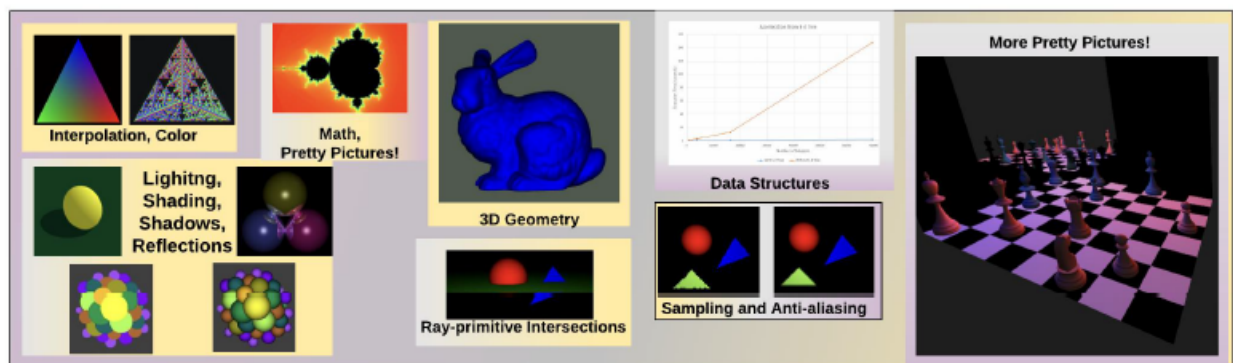 Interpolation, Color
Math,
Pretty Pictures!
Lighitng,
Shading,
Shadows,
Reflections
3D Geometry
Ray-primitive Intersections
Data Structures
Sampling and Anti-aliasing
More Pretty Pictures!